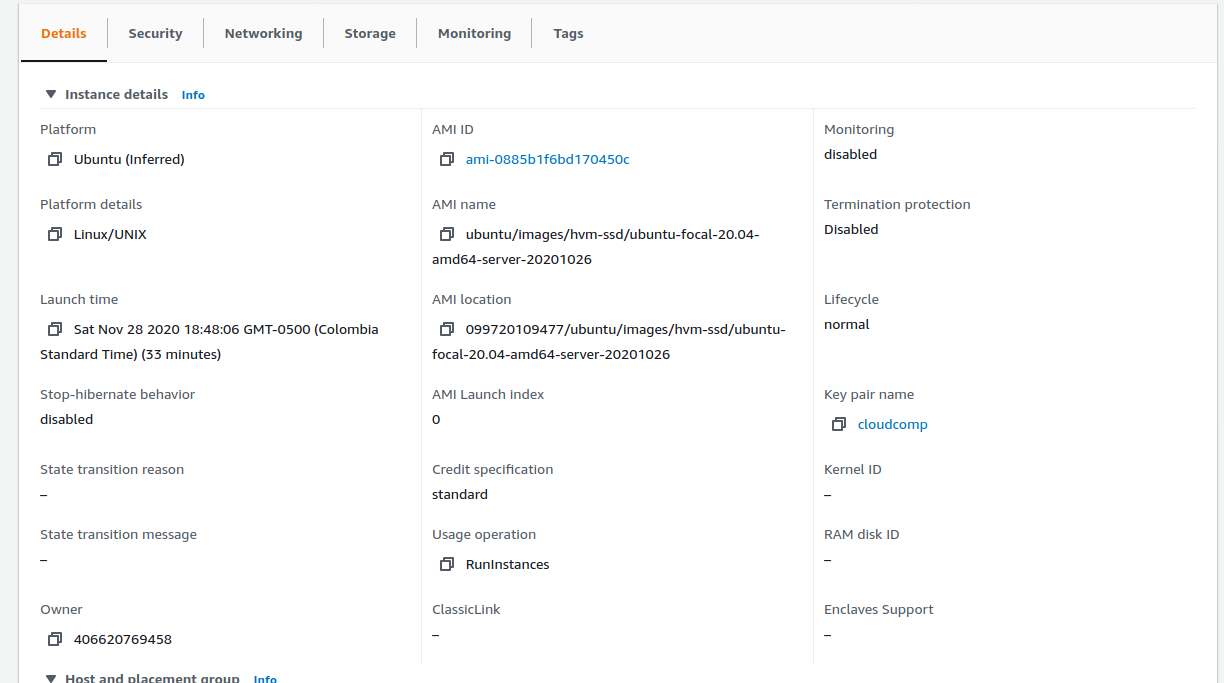 Details Security Networking Storage Monitoring Tags
Instance details Info
Platform
Ubuntu (Inferred)
AMI ID
ami-0885b1f6bd170450c
Monitoring
disabled
Platform details
Linux/UNIX
AMI name
ubuntu/images/hvm-ssd/ubuntu-focal-20.04-
amd64-server-20201026
Termination protection
Disabled
Launch time
Sat Nov 28 2020 18:48:06 GMT-0500 (Colombia
Standard Time) (33 minutes)
AMI location
099720109477/ubuntu/images/hvm-ssd/ubuntu-
focal-20.04-amd64-server-20201026
Lifecycle
normal
Stop-hibernate behavior
disabled
AMI Launch index
0
Key pair name
cloudcomp
State transition reason
–
Credit specification
standard
Kernel ID
–
State transition message
–
Usage operation
RunInstances
RAM disk ID
–
Owner
406620769458
ClassicLink
–
Enclaves Support
–
Host and placement group Info